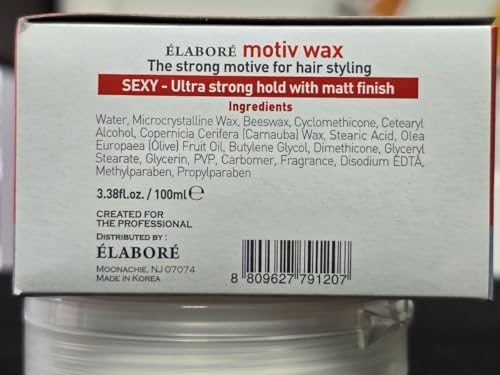 ÉLABORÉ motiv wax
The strong motive for hair styling
SEXY - Ultra strong hold with matt finish
Ingredients
Water, Microcrystalline Wax, Beeswax, Cyclomethicone, Cetearyl
Alcohol, Copernicia Cerifera (Carnauba) Wax, Stearic Acid, Olea
Europaea (Olive) Fruit Oil, Butylene Glycol, Dimethicone, Glyceryl
Stearate, Glycerin, PVP, Carbomer, Fragrance, Disodium EDTA,
Methylparaben, Propylparaben
3.38fl.oz. / 100ml℮
CREATED FOR
THE PROFESSIONAL
DISTRIBUTED BY :
ÉLABORÉ
MOONACHIE, NJ 07074
MADE IN KOREA
8 809627 791207